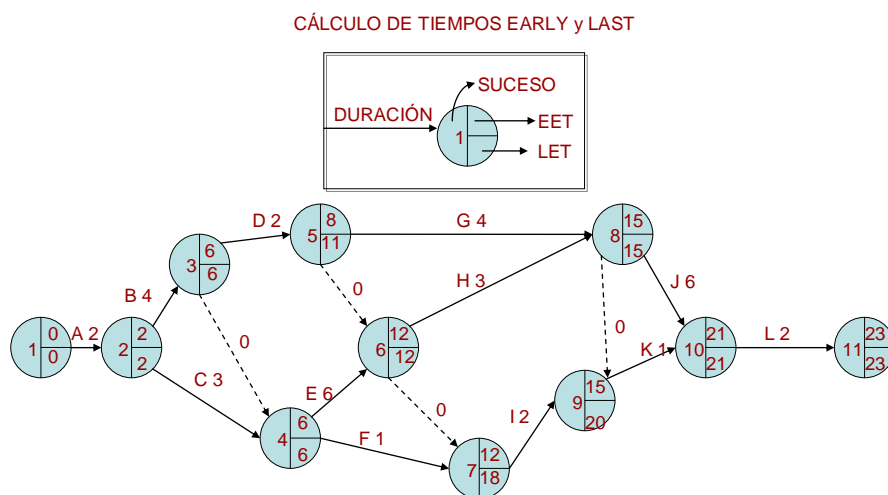 CÁLCULO DE TIEMPOS EARLY y LAST
SUCESO
DURACIÓN
EET
1
LET
D 2
8
5
11
G 4
15
8
15
6
3
6
B 4
0
H 3
J 6
0
1
0
A 2
2
2
2
0
12
6
12
0
K 1
21
10
21
L 2
23
11
23
C 3
E 6
0
15
9
20
6
4
6
F 1
I 2
12
7
18